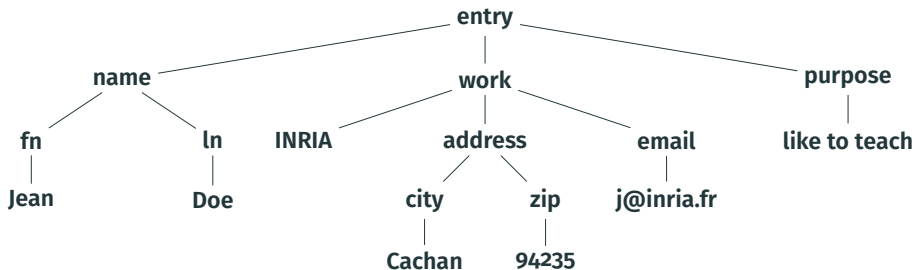 entry
name work purpose
fn ln INRIA address email like to teach
Jean Doe city zip j@inria.fr
Cachan 94235